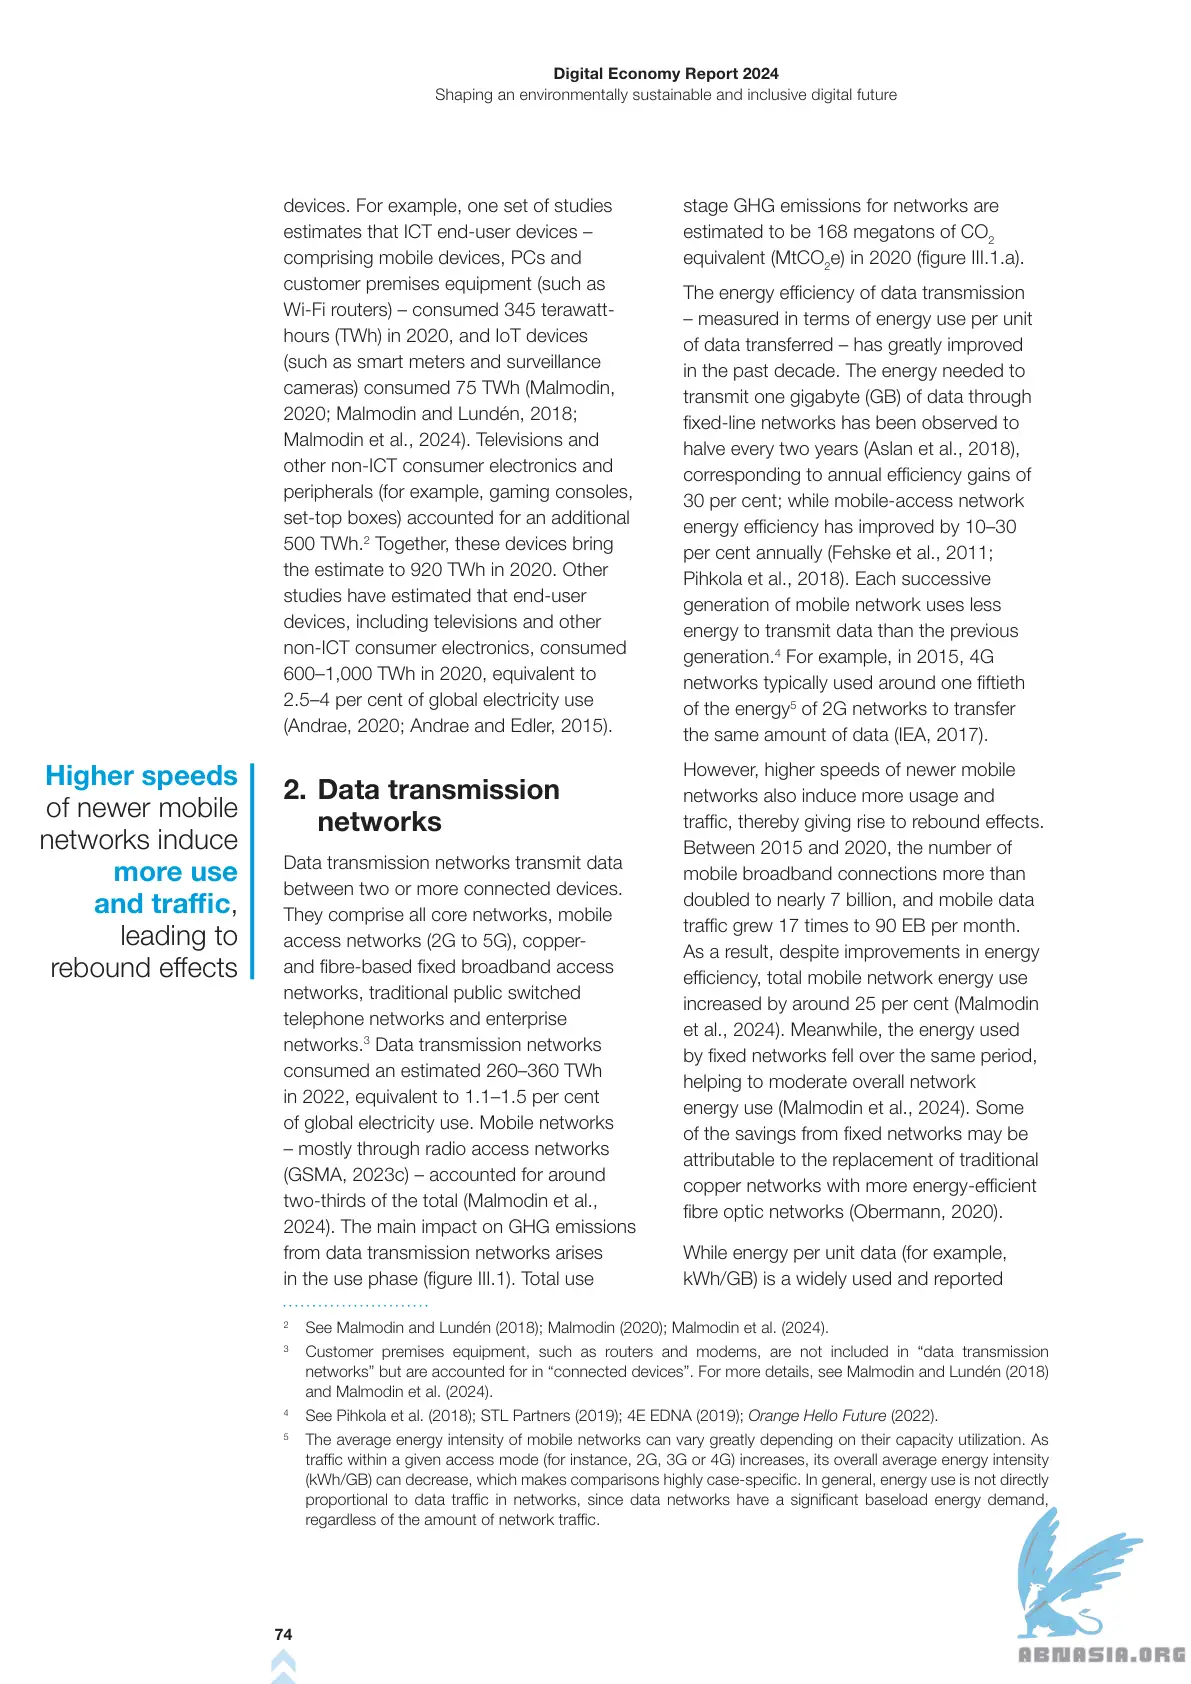 Digital Economy Report 2024
Shaping an environmentally sustainable and inclusive digital future
devices. For example, one set of studies
estimates that ICT end-user devices –
comprising mobile devices, PCs and
customer premises equipment (such as
Wi-Fi routers) – consumed 345 terawatt-
hours (TWh) in 2020, and IoT devices
(such as smart meters and surveillance
cameras) consumed 75 TWh (Malmodin,
2020; Malmodin and Lundén, 2018;
Malmodin et al., 2024). Televisions and
other non-ICT consumer electronics and
peripherals (for example, gaming consoles,
set-top boxes) accounted for an additional
500 TWh.² Together, these devices bring
the estimate to 920 TWh in 2020. Other
studies have estimated that end-user
devices, including televisions and other
non-ICT consumer electronics, consumed
600–1,000 TWh in 2020, equivalent to
2.5–4 per cent of global electricity use
(Andrae, 2020; Andrae and Edler, 2015).
Higher speeds
of newer mobile
networks induce
more use
and traffic,
leading to
rebound effects
2. Data transmission
networks
Data transmission networks transmit data
between two or more connected devices.
They comprise all core networks, mobile
access networks (2G to 5G), copper-
and fibre-based fixed broadband access
networks, traditional public switched
telephone networks and enterprise
networks.³ Data transmission networks
consumed an estimated 260–360 TWh
in 2022, equivalent to 1.1–1.5 per cent
of global electricity use. Mobile networks
– mostly through radio access networks
(GSMA, 2023c) – accounted for around
two-thirds of the total (Malmodin et al.,
2024). The main impact on GHG emissions
from data transmission networks arises
in the use phase (figure III.1). Total use
stage GHG emissions for networks are
estimated to be 168 megatons of CO₂
equivalent (MtCO₂e) in 2020 (figure III.1.a).
The energy efficiency of data transmission
– measured in terms of energy use per unit
of data transferred – has greatly improved
in the past decade. The energy needed to
transmit one gigabyte (GB) of data through
fixed-line networks has been observed to
halve every two years (Aslan et al., 2018),
corresponding to annual efficiency gains of
30 per cent; while mobile-access network
energy efficiency has improved by 10–30
per cent annually (Fehske et al., 2011;
Pihkola et al., 2018). Each successive
generation of mobile network uses less
energy to transmit data than the previous
generation.⁴ For example, in 2015, 4G
networks typically used around one fiftieth
of the energy⁵ of 2G networks to transfer
the same amount of data (IEA, 2017).
However, higher speeds of newer mobile
networks also induce more usage and
traffic, thereby giving rise to rebound effects.
Between 2015 and 2020, the number of
mobile broadband connections more than
doubled to nearly 7 billion, and mobile data
traffic grew 17 times to 90 EB per month.
As a result, despite improvements in energy
efficiency, total mobile network energy use
increased by around 25 per cent (Malmodin
et al., 2024). Meanwhile, the energy used
by fixed networks fell over the same period,
helping to moderate overall network
energy use (Malmodin et al., 2024). Some
of the savings from fixed networks may be
attributable to the replacement of traditional
copper networks with more energy-efficient
fibre optic networks (Obermann, 2020).
While energy per unit data (for example,
kWh/GB) is a widely used and reported
² See Malmodin and Lundén (2018); Malmodin (2020); Malmodin et al. (2024).
³ Customer premises equipment, such as routers and modems, are not included in “data transmission
networks” but are accounted for in “connected devices”. For more details, see Malmodin and Lundén (2018)
and Malmodin et al. (2024).
⁴ See Pihkola et al. (2018); STL Partners (2019); 4E EDNA (2019); Orange Hello Future (2022).
⁵ The average energy intensity of mobile networks can vary greatly depending on their capacity utilization. As
traffic within a given access mode (for instance, 2G, 3G or 4G) increases, its overall average energy intensity
(kWh/GB) can decrease, which makes comparisons highly case-specific. In general, energy use is not directly
proportional to data traffic in networks, since data networks have a significant baseload energy demand,
regardless of the amount of network traffic.
74
ABNASIA.ORG